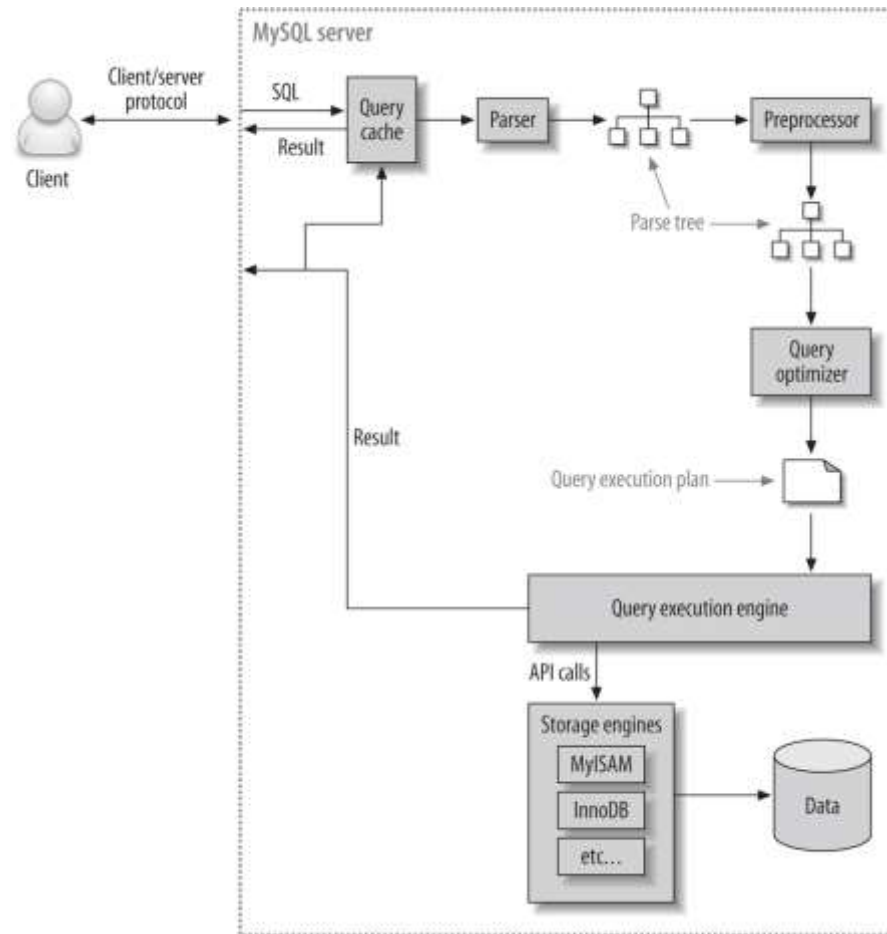 MySQL server
Client/server
protocol
SQL
Result
Query
cache
Parser
Preprocessor
Client
Parse tree
Query
optimizer
Result
Query execution plan
Query execution engine
API calls
Storage engines
MyISAM
InnoDB
etc...
Data